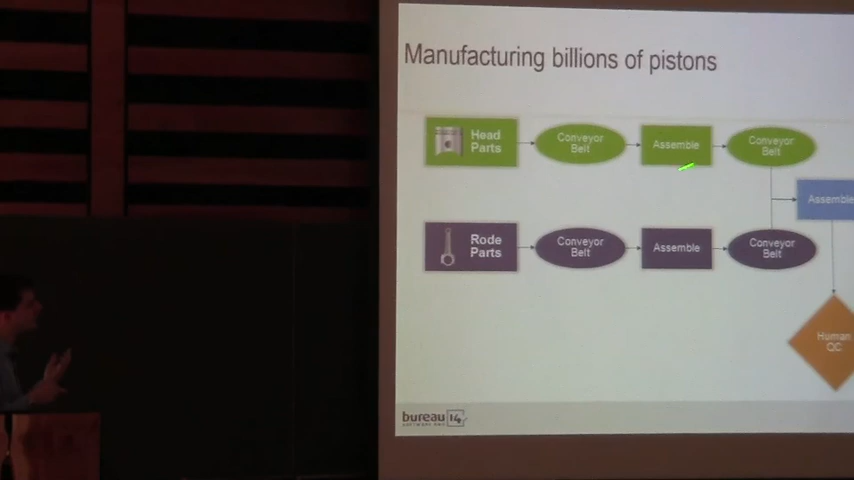 Manufacturing billions of pistons
Head
Parts
Conveyor
Belt
Assemble
Conveyor
Belt
Assemble
Rode
Parts
Conveyor
Belt
Assemble
Conveyor
Belt
Human
QC
bureau 14